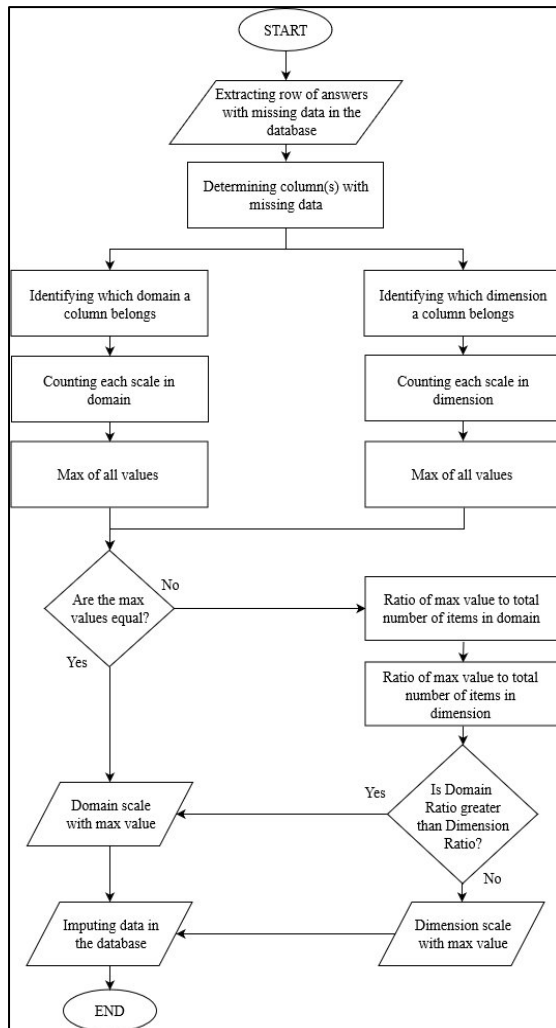 START
Extracting row of answers
with missing data in the
database
Determining column(s) with
missing data
Identifying which domain a
column belongs
Identifying which dimension
a column belongs
Counting each scale in
domain
Counting each scale in
dimension
Max of all values
Max of all values
Are the max
values equal?
No
Yes
Ratio of max value to total
number of items in domain
Ratio of max value to total
number of items in
dimension
Is Domain
Ratio greater
than Dimension
Ratio?
Yes
No
Domain scale
with max value
Dimension scale
with max value
Imputing data in
the database
END